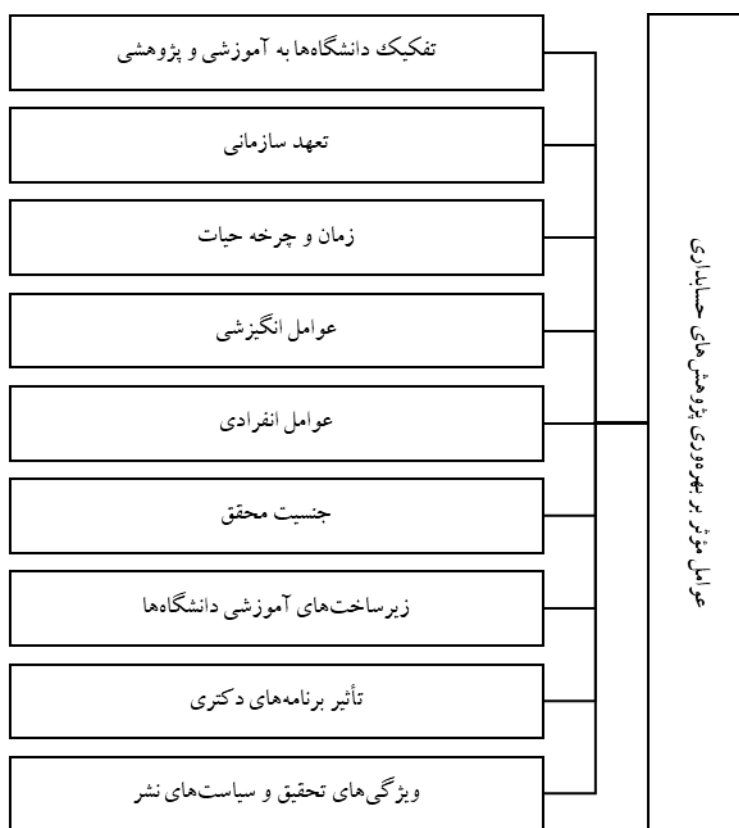 عوامل مؤثر بر بهره‌وری پژوهش‌های حسابداری
تفکیک دانشگاه‌ها به آموزشی و پژوهشی
تعهد سازمانی
زمان و چرخه حیات
عوامل انگیزشی
عوامل انفرادی
جنسیت محقق
زیرساخت‌های آموزشی دانشگاه‌ها
تأثیر برنامه‌های دکتری
ویژگی‌های تحقیق و سیاست‌های نشر